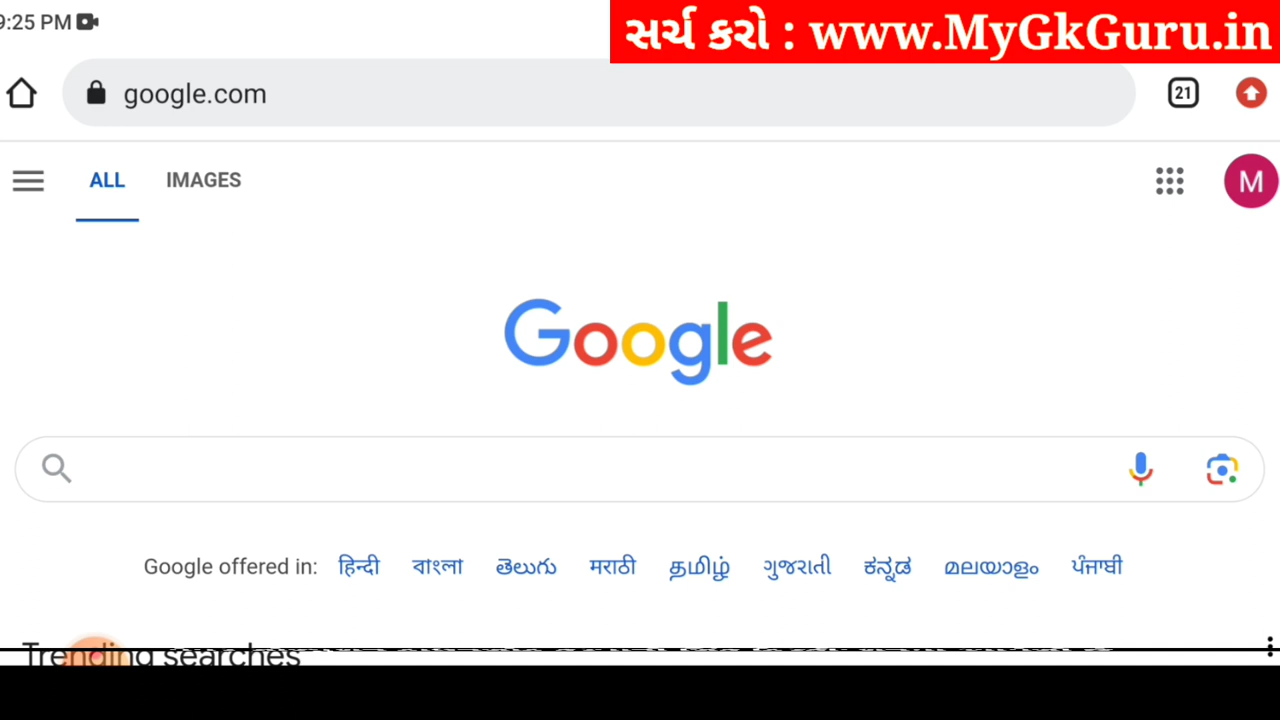 9:25 PM
સર્ચ કરો : www.MyGkGuru.in
google.com
21
ALL IMAGES
M
Google
Google offered in: हिन्दी বাংলা తెలుగు मराठी தமிழ் ગુજરાતી ಕನ್ನಡ മലയാളം ਪੰਜਾਬੀ
Trending searches